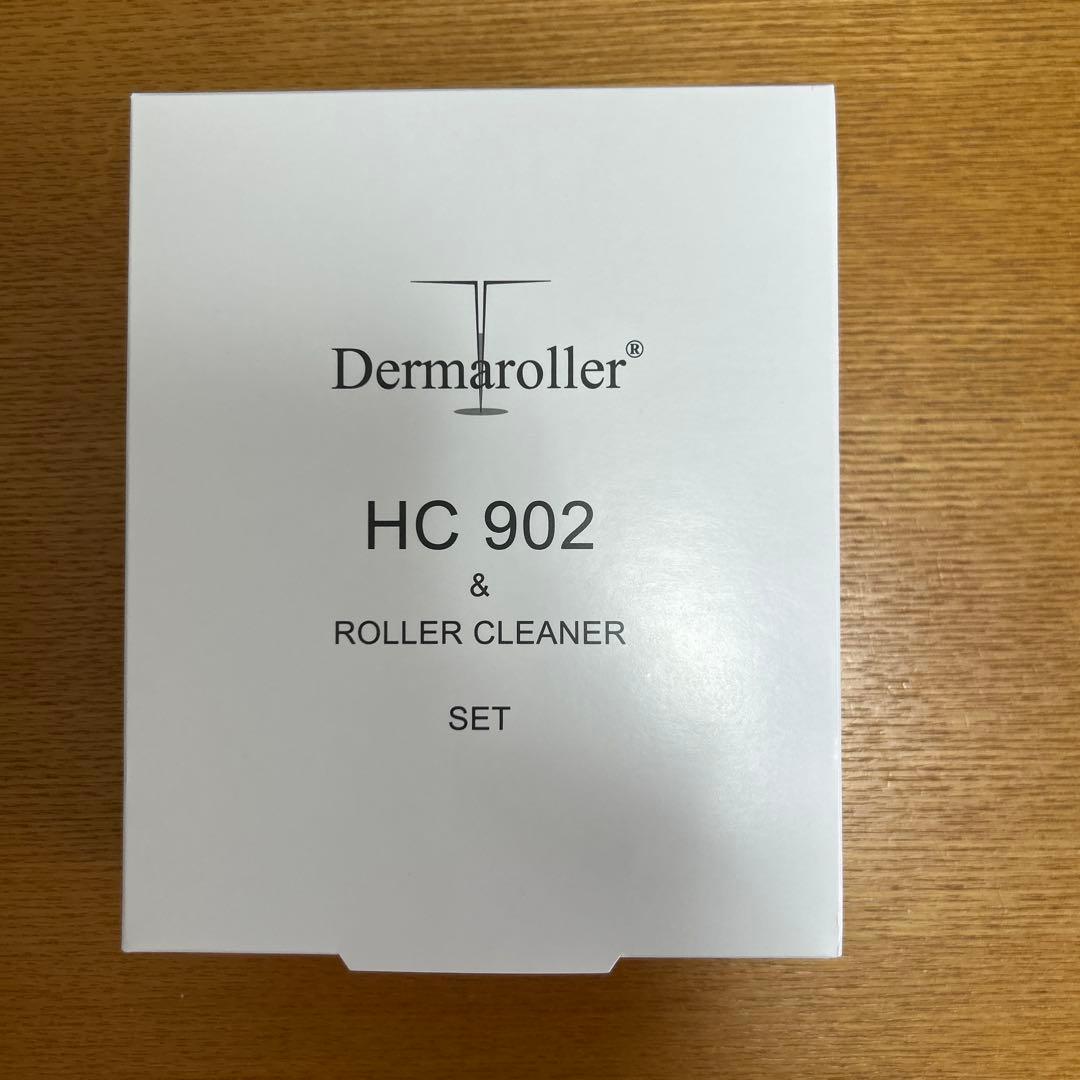 Dermaroller®
HC 902
&
ROLLER CLEANER
SET